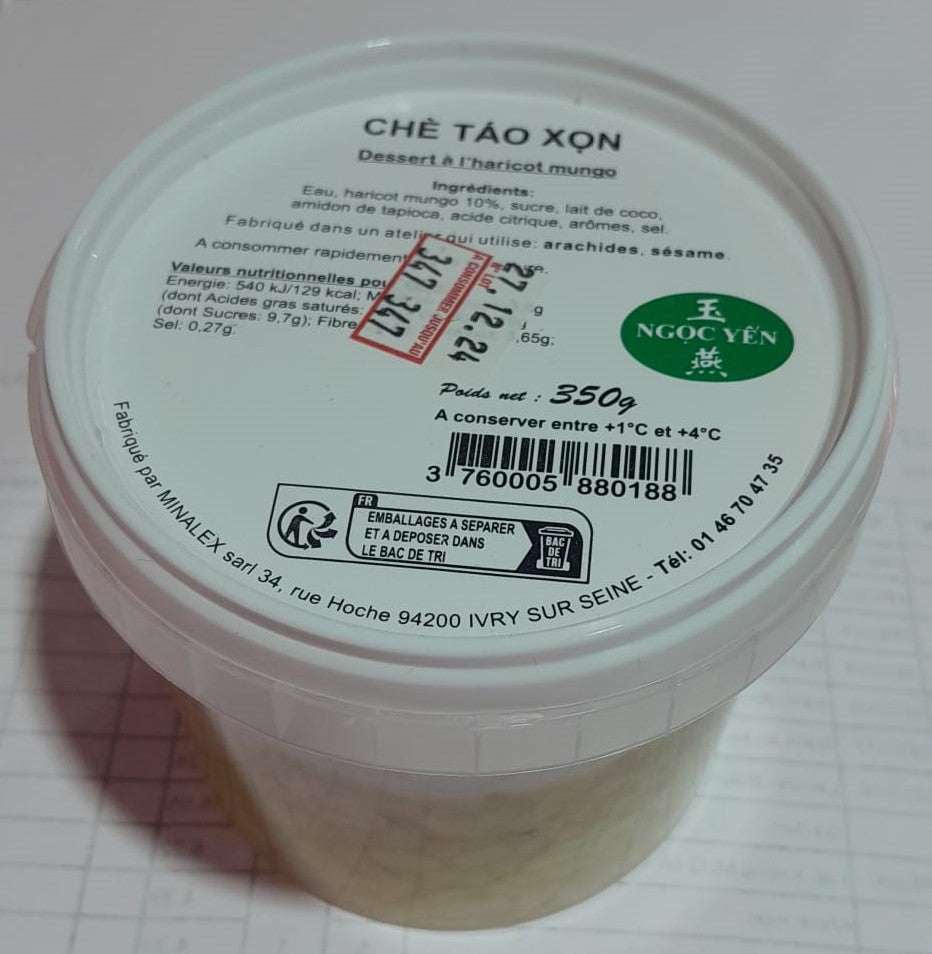 CHÈ TÁO XỌN
Dessert à l'haricot mungo
Ingrédients:
Eau, haricot mungo 10%, sucre, lait de coco,
amidon de tapioca, acide citrique, arômes, sel.
Fabriqué dans un atelier qui utilise: arachides, sésame.
A consommer rapidement
Valeurs nutritionnelles
Energie: 540 kJ/129 kcal; g
(dont Acides gras saturés:
(dont Sucres: 9,7g); Fibre ,65g;
Sel: 0,27g.
A CONSOMMER JUSQU'AU
N° LOT
347 347
27.12.24
玉
NGỌC YẾN
燕
Poids net : 350g
A conserver entre +1°C et +4°C
3 760005 880188
FR
EMBALLAGES A SEPARER
ET A DEPOSER DANS
LE BAC DE TRI
BAC
DE
TRI
Fabriqué par MINALEX sarl 34, rue Hoche 94200 IVRY SUR SEINE - Tél: 01 46 70 47 35